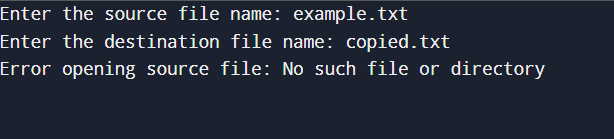 Enter the source file name: example.txt
Enter the destination file name: copied.txt
Error opening source file: No such file or directory